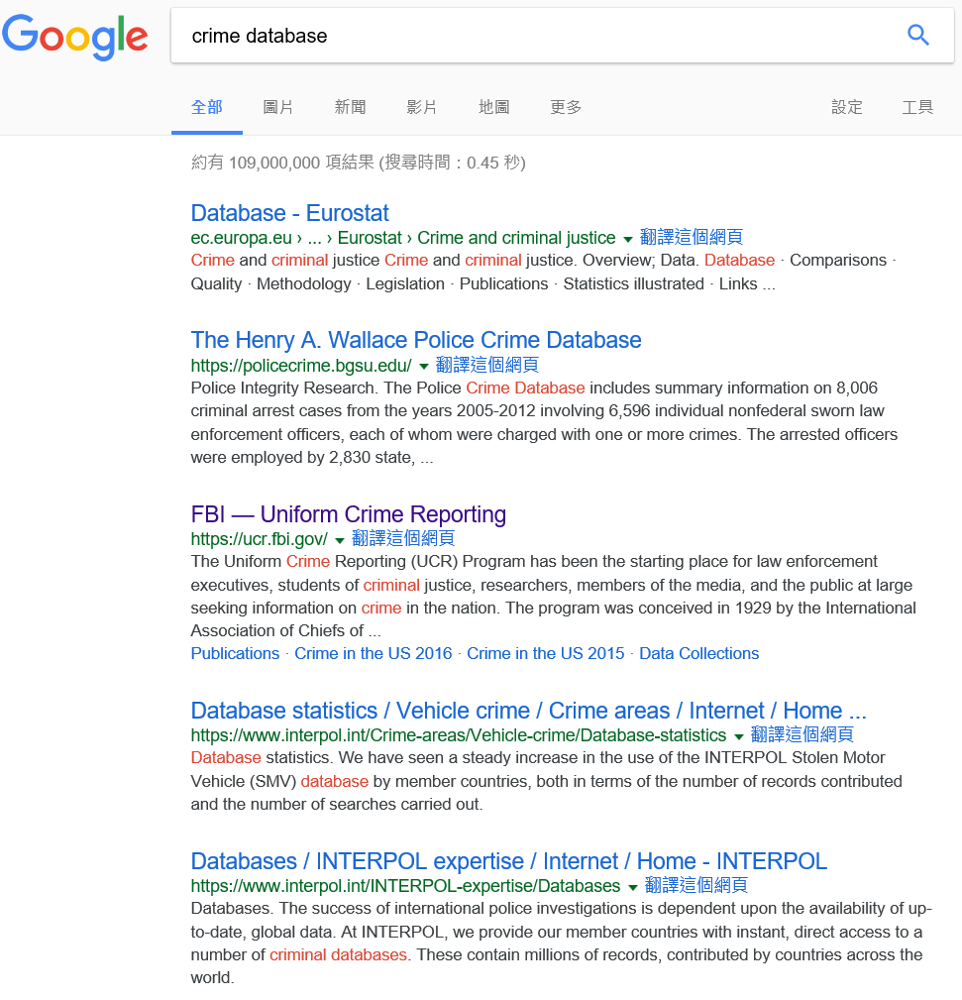 Google
crime database
全部 圖片 新聞 影片 地圖 更多 設定 工具
約有 109,000,000 項結果 (搜尋時間：0.45 秒)
Database - Eurostat
ec.europa.eu › ... › Eurostat › Crime and criminal justice ▼ 翻譯這個網頁
Crime and criminal justice Crime and criminal justice. Overview; Data. Database · Comparisons ·
Quality · Methodology · Legislation · Publications · Statistics illustrated · Links ...
The Henry A. Wallace Police Crime Database
https://policecrime.bgsu.edu/ ▼ 翻譯這個網頁
Police Integrity Research. The Police Crime Database includes summary information on 8,006
criminal arrest cases from the years 2005-2012 involving 6,596 individual nonfederal sworn law
enforcement officers, each of whom were charged with one or more crimes. The arrested officers
were employed by 2,830 state, ...
FBI — Uniform Crime Reporting
https://ucr.fbi.gov/ ▼ 翻譯這個網頁
The Uniform Crime Reporting (UCR) Program has been the starting place for law enforcement
executives, students of criminal justice, researchers, members of the media, and the public at large
seeking information on crime in the nation. The program was conceived in 1929 by the International
Association of Chiefs of ...
Publications · Crime in the US 2016 · Crime in the US 2015 · Data Collections
Database statistics / Vehicle crime / Crime areas / Internet / Home ...
https://www.interpol.int/Crime-areas/Vehicle-crime/Database-statistics ▼ 翻譯這個網頁
Database statistics. We have seen a steady increase in the use of the INTERPOL Stolen Motor
Vehicle (SMV) database by member countries, both in terms of the number of records contributed
and the number of searches carried out.
Databases / INTERPOL expertise / Internet / Home - INTERPOL
https://www.interpol.int/INTERPOL-expertise/Databases ▼ 翻譯這個網頁
Databases. The success of international police investigations is dependent upon the availability of up-
to-date, global data. At INTERPOL, we provide our member countries with instant, direct access to a
number of criminal databases. These contain millions of records, contributed by countries across the
world.